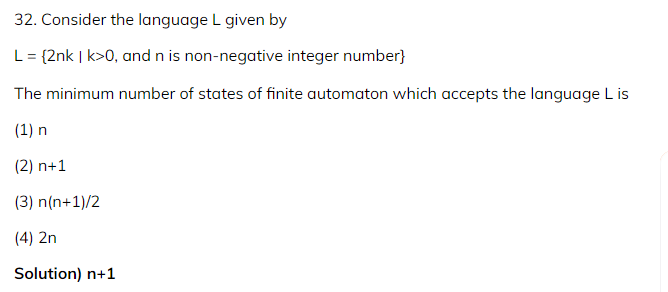 32. Consider the language L given by
L = {2nk | k>0, and n is non-negative integer number}
The minimum number of states of finite automaton which accepts the language L is
(1) n
(2) n+1
(3) n(n+1)/2
(4) 2n
Solution) n+1